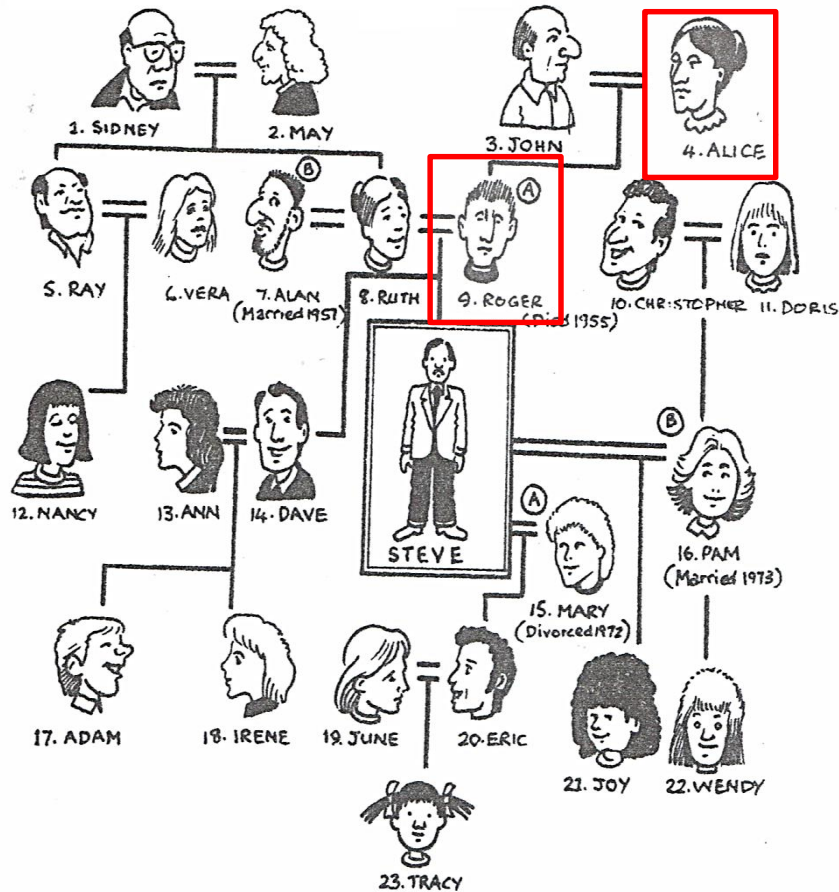 1. SIDNEY
2. MAY
3. JOHN
4. ALICE
B
A
5. RAY
6. VERA
7. ALAN
(Married 1957)
8. RUTH
9. ROGER
(Died 1955)
10. CHRISTOPHER
11. DORIS
B
12. NANCY
13. ANN
14. DAVE
STEVE
A
15. MARY
(Divorced 1972)
16. PAM
(Married 1973)
17. ADAM
18. IRENE
19. JUNE
20. ERIC
21. JOY
22. WENDY
23. TRACY